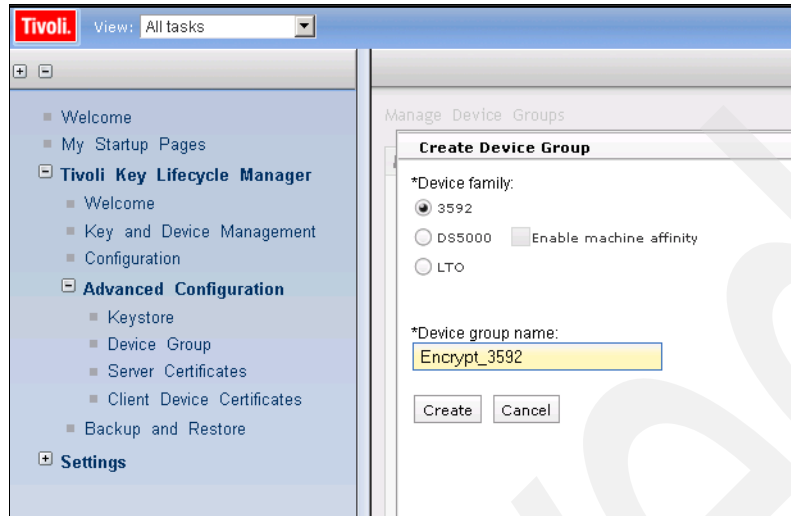 Tivoli. View: All tasks
Welcome
My Startup Pages
Tivoli Key Lifecycle Manager
Welcome
Key and Device Management
Configuration
Advanced Configuration
Keystore
Device Group
Server Certificates
Client Device Certificates
Backup and Restore
Settings
Manage Device Groups
Create Device Group
*Device family:
3592
DS5000 Enable machine affinity
LTO
*Device group name:
Encrypt_3592
Create Cancel